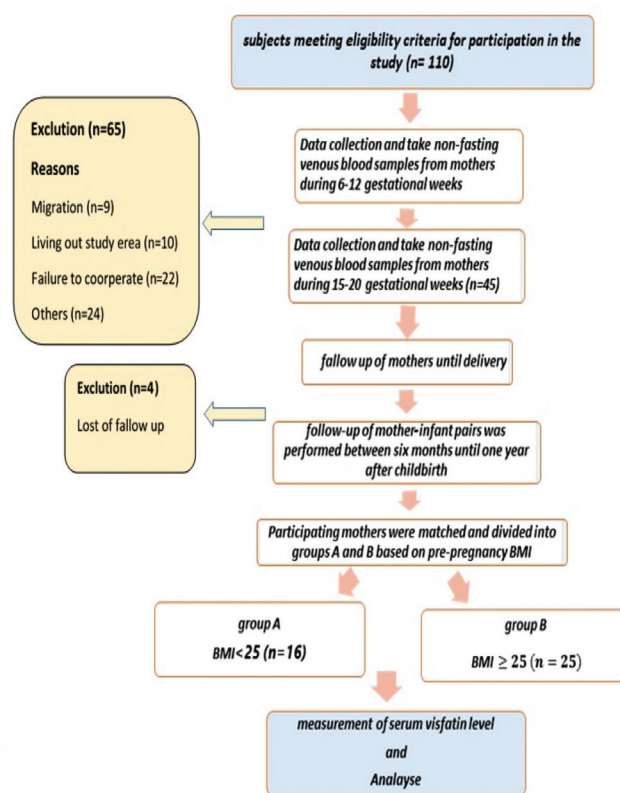 subjects meeting eligibility criteria for participation in the
study (n= 110)
Exclution (n=65)
Reasons
Migration (n=9)
Living out study erea (n=10)
Failure to coorperate (n=22)
Others (n=24)
Data collection and take non-fasting
venous blood samples from mothers
during 6-12 gestational weeks
Data collection and take non-fasting
venous blood samples from mothers
during 15-20 gestational weeks (n=45)
fallow up of mothers until delivery
Exclution (n=4)
Lost of fallow up
follow-up of mother-infant pairs was
performed between six months until one year
after childbirth
Participating mothers were matched and divided into
groups A and B based on pre-pregnancy BMI
group A
BMI<25 (n=16)
group B
BMI ≥ 25 (n = 25)
measurement of serum visfatin level
and
Analayse